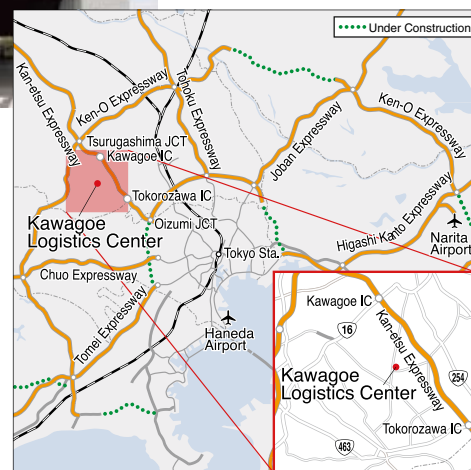 Under Construction
Kan-etsu Expressway
Ken-O Expressway
Tohoku Expressway
Joban Expressway
Ken-O Expressway
Tsurugashima JCT
Kawagoe IC
Tokorozawa IC
Kawagoe
Logistics Center
Oizumi JCT
Higashi-Kanto Expressway
Narita
Airport
Tokyo Sta.
Chuo Expressway
Tomei Expressway
Haneda
Airport
Kawagoe IC
16
Kan-etsu Expressway
Kawagoe
Logistics Center
254
Tokorozawa IC
463